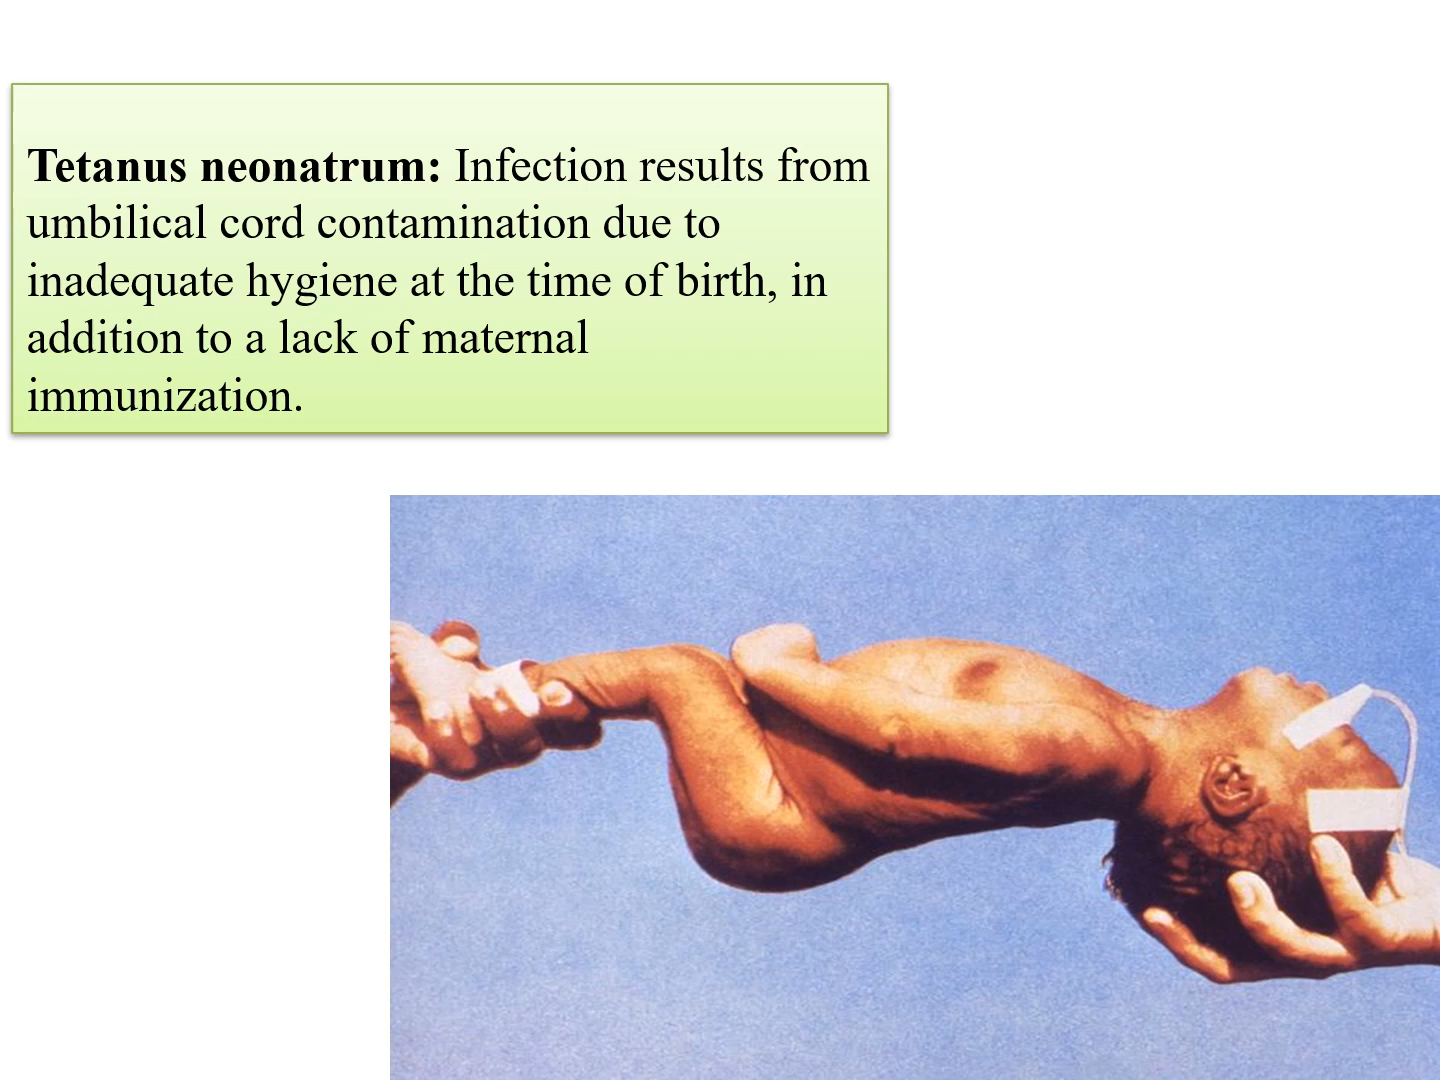 Tetanus neonatrum: Infection results from
umbilical cord contamination due to
inadequate hygiene at the time of birth, in
addition to a lack of maternal
immunization.